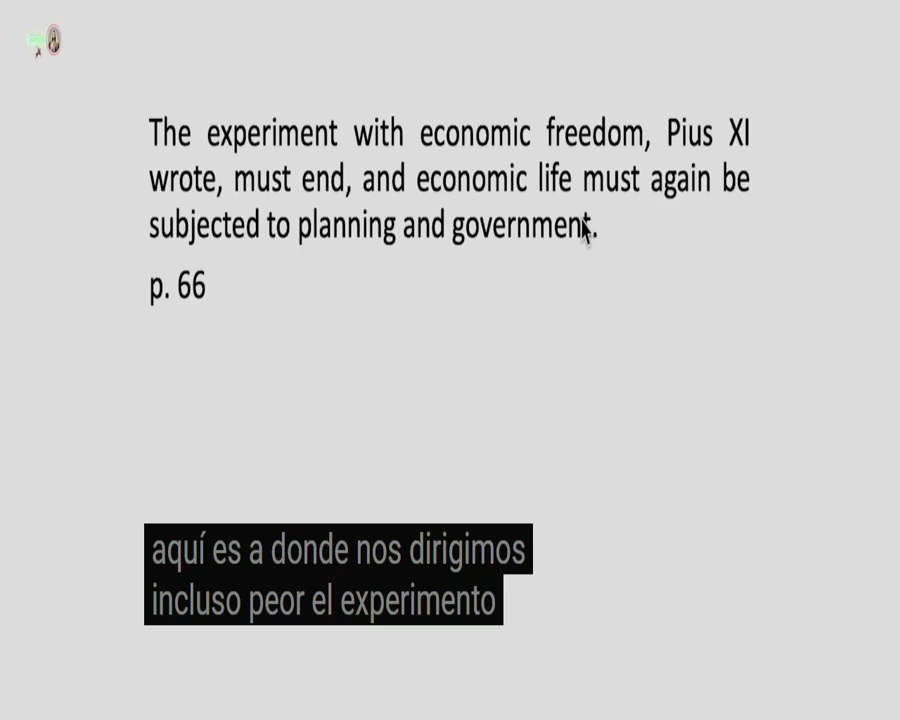 The experiment with economic freedom, Pius XI
wrote, must end, and economic life must again be
subjected to planning and government.
p. 66
aquí es a donde nos dirigimos
incluso peor el experimento